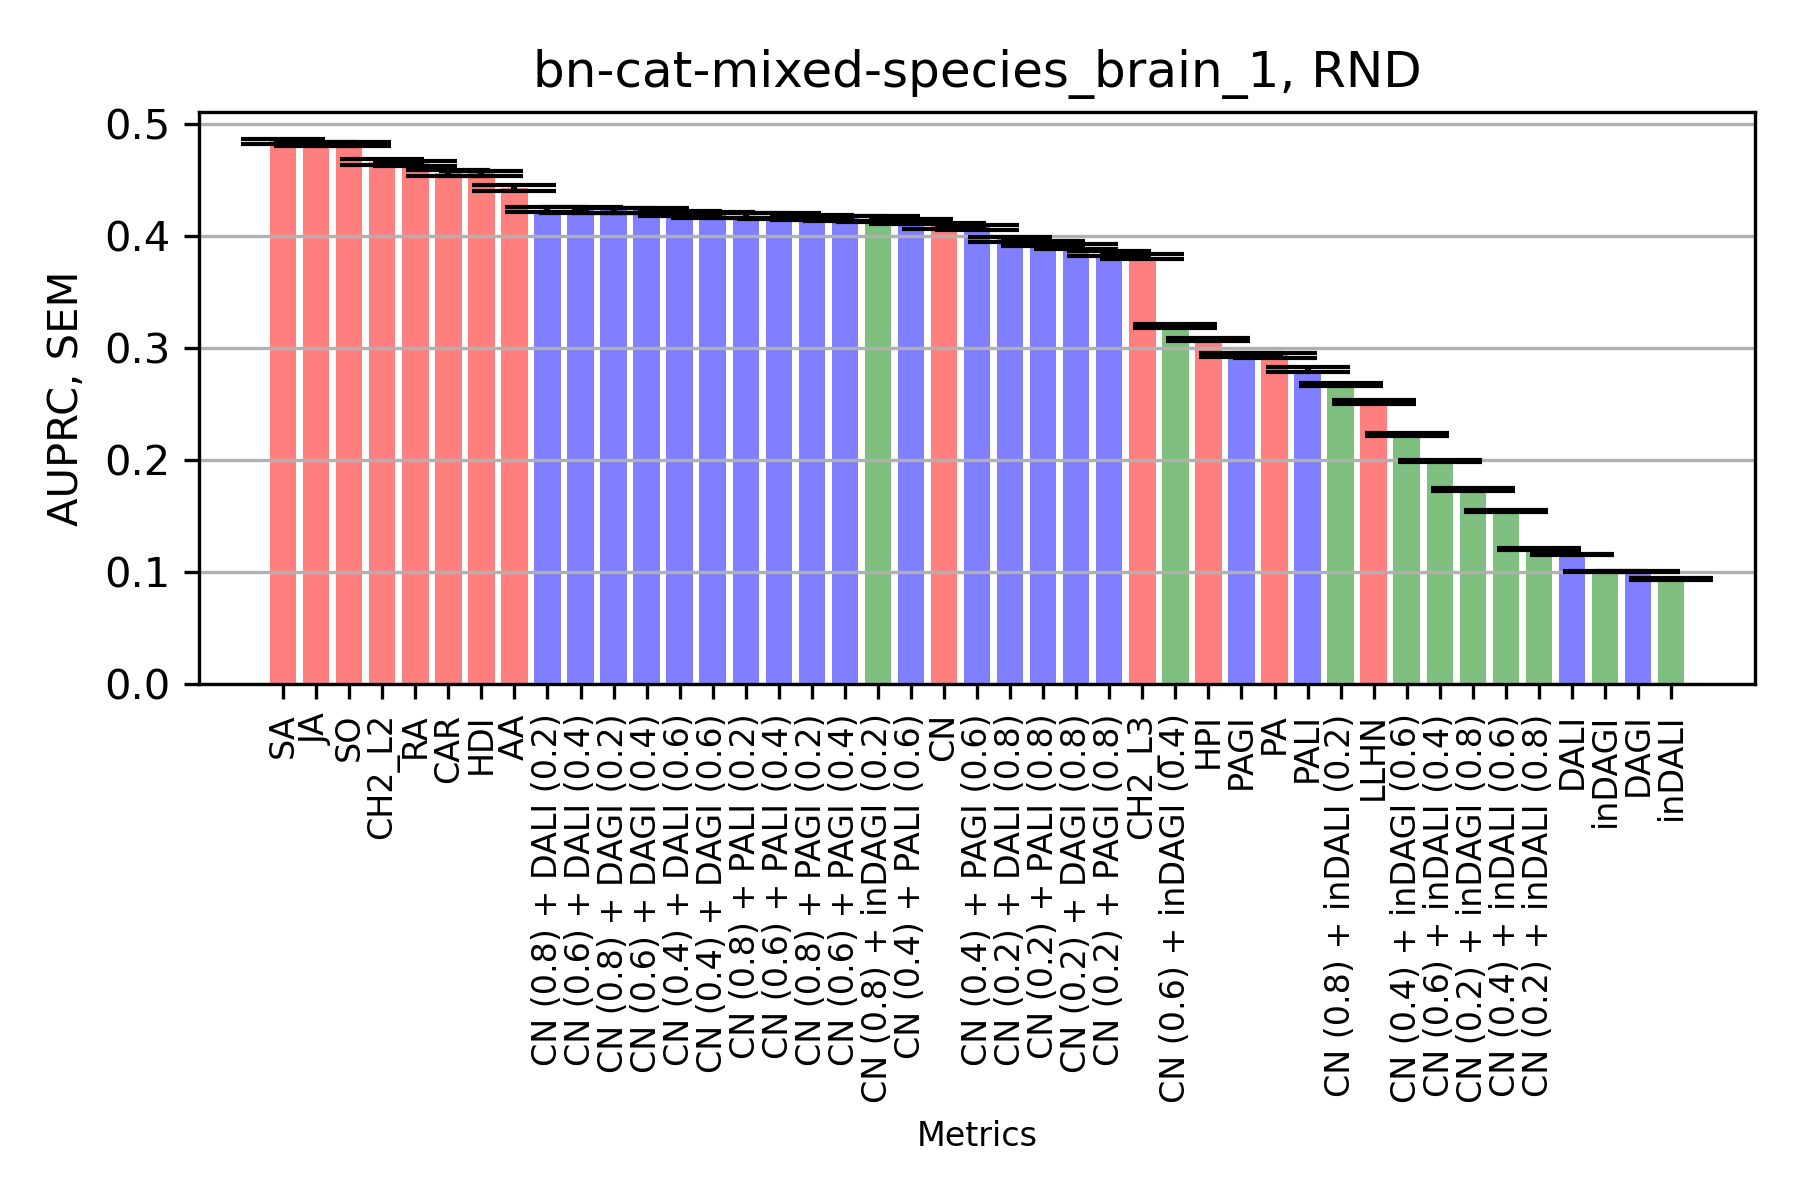 bn-cat-mixed-species_brain_1, RND
AUPRC, SEM
0.5
0.4
0.3
0.2
0.1
0.0
SA
JA
SO
CH2_L2
RA
CAR
HDI
AA
CN (0.8) + DALI (0.2)
CN (0.6) + DALI (0.4)
CN (0.8) + DAGI (0.2)
CN (0.6) + DAGI (0.4)
CN (0.4) + DALI (0.6)
CN (0.4) + DAGI (0.6)
CN (0.8) + PALI (0.2)
CN (0.6) + PALI (0.4)
CN (0.8) + PAGI (0.2)
CN (0.6) + PAGI (0.4)
CN (0.8) + inDAGI (0.2)
CN (0.4) + PALI (0.6)
CN
CN (0.4) + PAGI (0.6)
CN (0.2) + DALI (0.8)
CN (0.2) + PALI (0.8)
CN (0.2) + DAGI (0.8)
CN (0.2) + PAGI (0.8)
CH2_L3
CN (0.6) + inDAGI (0.4)
HPI
PAGI
PA
PALI
CN (0.8) + inDALI (0.2)
LLHN
CN (0.4) + inDAGI (0.6)
CN (0.6) + inDALI (0.4)
CN (0.2) + inDAGI (0.8)
CN (0.4) + inDALI (0.6)
CN (0.2) + inDALI (0.8)
DALI
inDAGI
DAGI
inDALI
Metrics